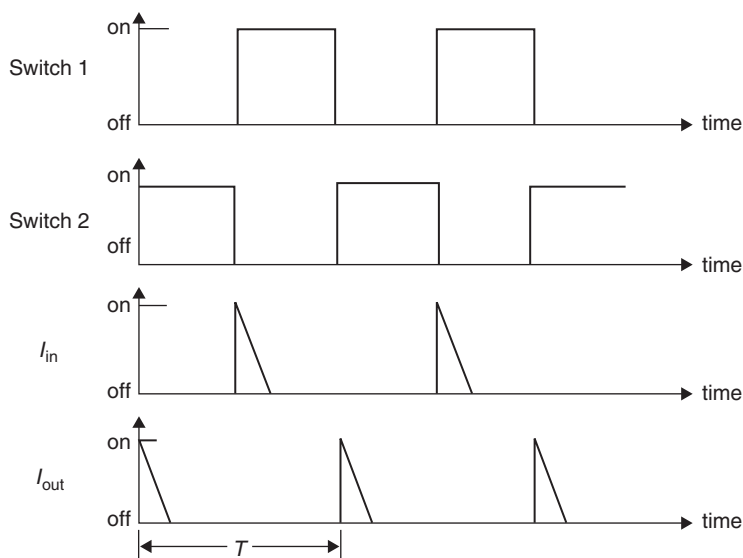 on
Switch 1
off
time
on
Switch 2
off
time
on
I_in
off
time
on
I_out
off
time
T